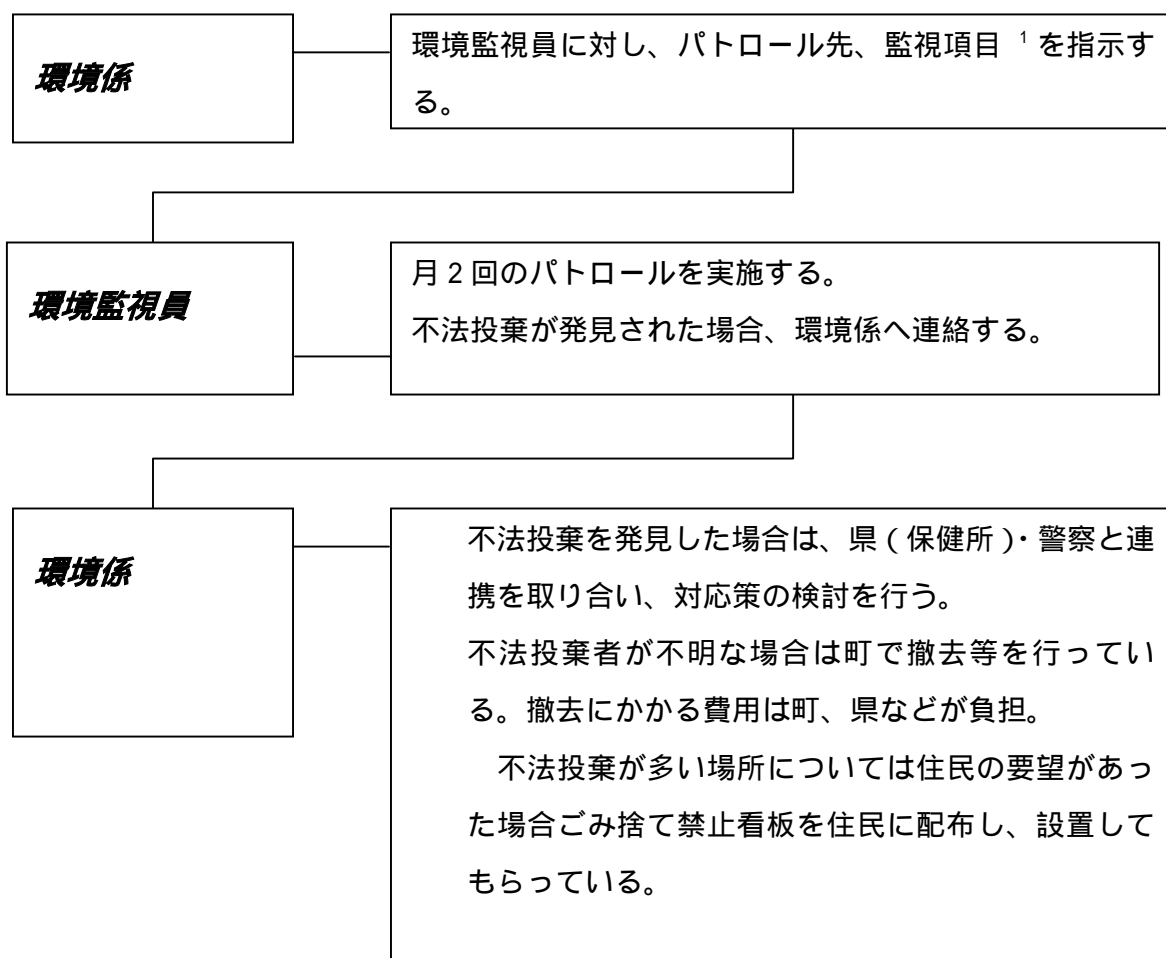 環境係
環境監視員に対し、パトロール先、監視項目 1 を指示す
る。
環境監視員
月２回のパトロールを実施する。
不法投棄が発見された場合、環境係へ連絡する。
環境係
不法投棄を発見した場合は、県（保健所）・警察と連
携を取り合い、対応策の検討を行う。
不法投棄者が不明な場合は町で撤去等を行ってい
る。撤去にかかる費用は町、県などが負担。
不法投棄が多い場所については住民の要望があっ
た場合ごみ捨て禁止看板を住民に配布し、設置して
もらっている。